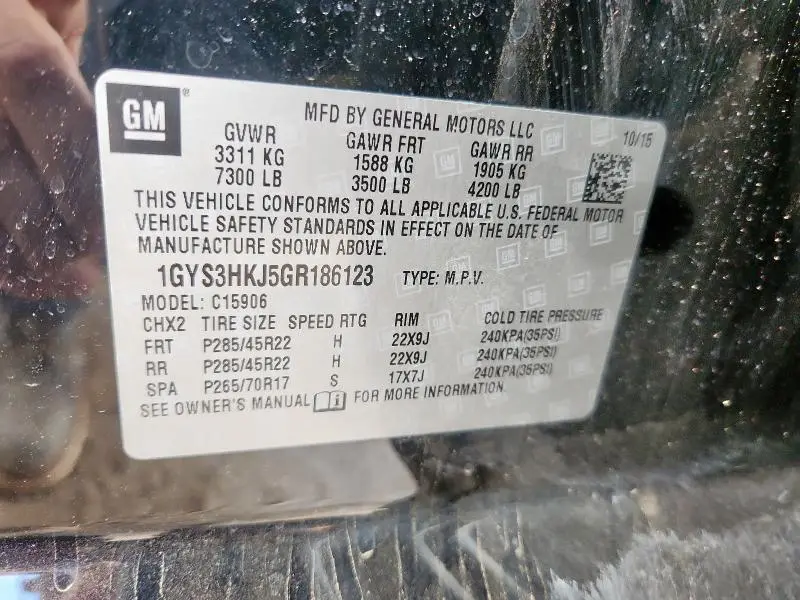 GM ®
MFD BY GENERAL MOTORS LLC
10/15
GVWR GAWR FRT GAWR RR
3311 KG 1588 KG 1905 KG
7300 LB 3500 LB 4200 LB
THIS VEHICLE CONFORMS TO ALL APPLICABLE U.S. FEDERAL MOTOR
VEHICLE SAFETY STANDARDS IN EFFECT ON THE DATE OF
MANUFACTURE SHOWN ABOVE.
1GYS3HKJ5GR186123 TYPE: M.P.V.
MODEL: C15906
CHX2 TIRE SIZE SPEED RTG RIM COLD TIRE PRESSURE
FRT P285/45R22 H 22X9J 240KPA(35PSI)
RR P285/45R22 H 22X9J 240KPA(35PSI)
SPA P265/70R17 S 17X7J 240KPA(35PSI)
SEE OWNER'S MANUAL i FOR MORE INFORMATION.